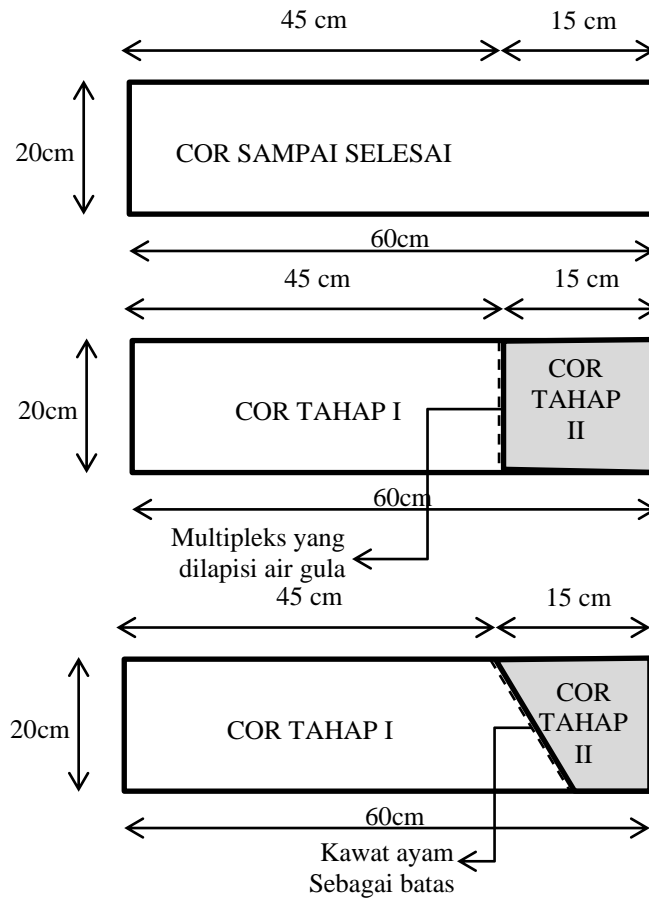 45 cm
15 cm
20cm
COR SAMPAI SELESAI
60cm
45 cm
15 cm
20cm
COR TAHAP I
COR
TAHAP
II
60cm
Multipleks yang
dilapisi air gula
45 cm
15 cm
20cm
COR TAHAP I
COR
TAHAP
II
60cm
Kawat ayam
Sebagai batas